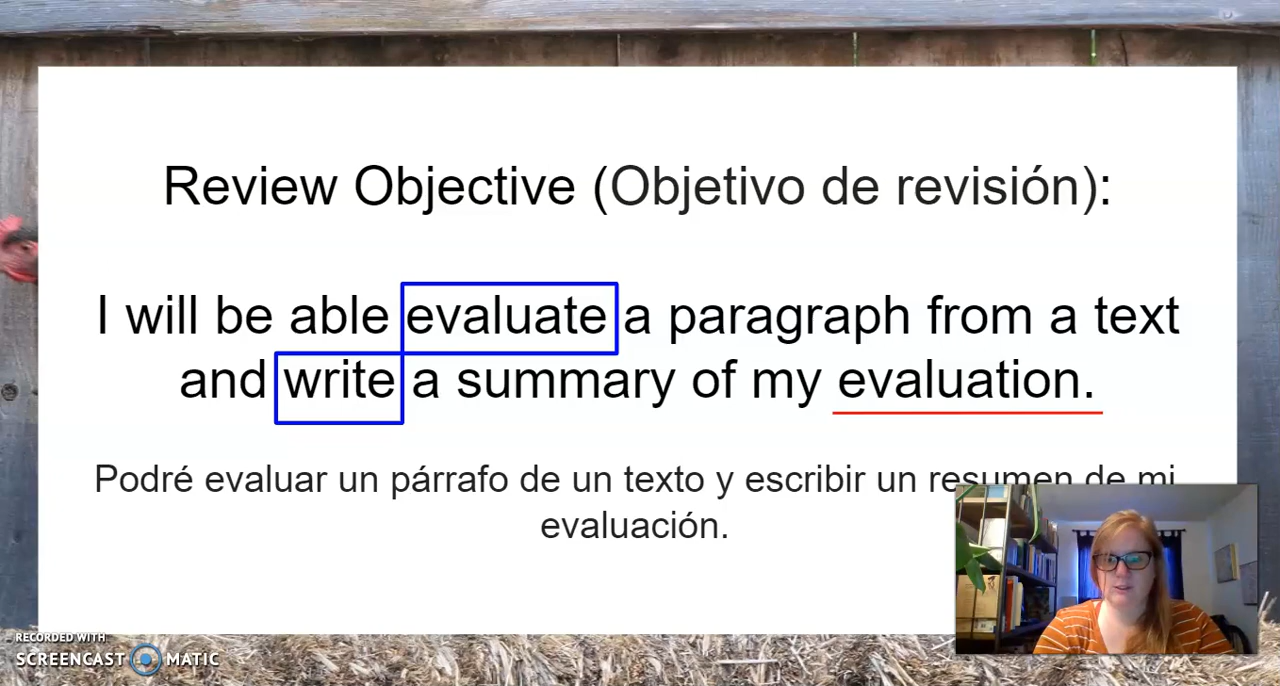 Review Objective (Objetivo de revisión):
I will be able evaluate a paragraph from a text
and write a summary of my evaluation.
Podré evaluar un párrafo de un texto y escribir un resumen de mi
evaluación.
RECORDED WITH
SCREENCAST MATIC